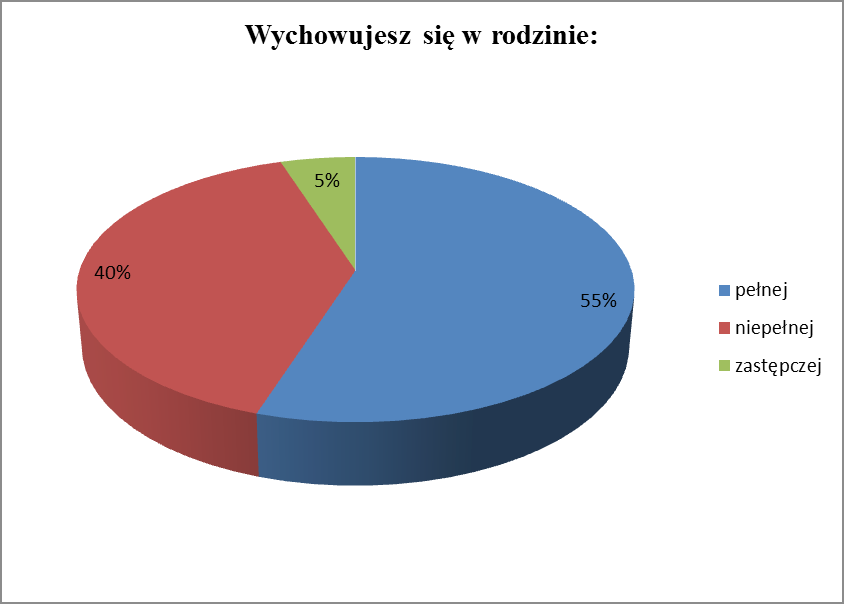 Wychowujesz się w rodzinie:
5%
40%
55%
pełnej
niepełnej
zastępczej